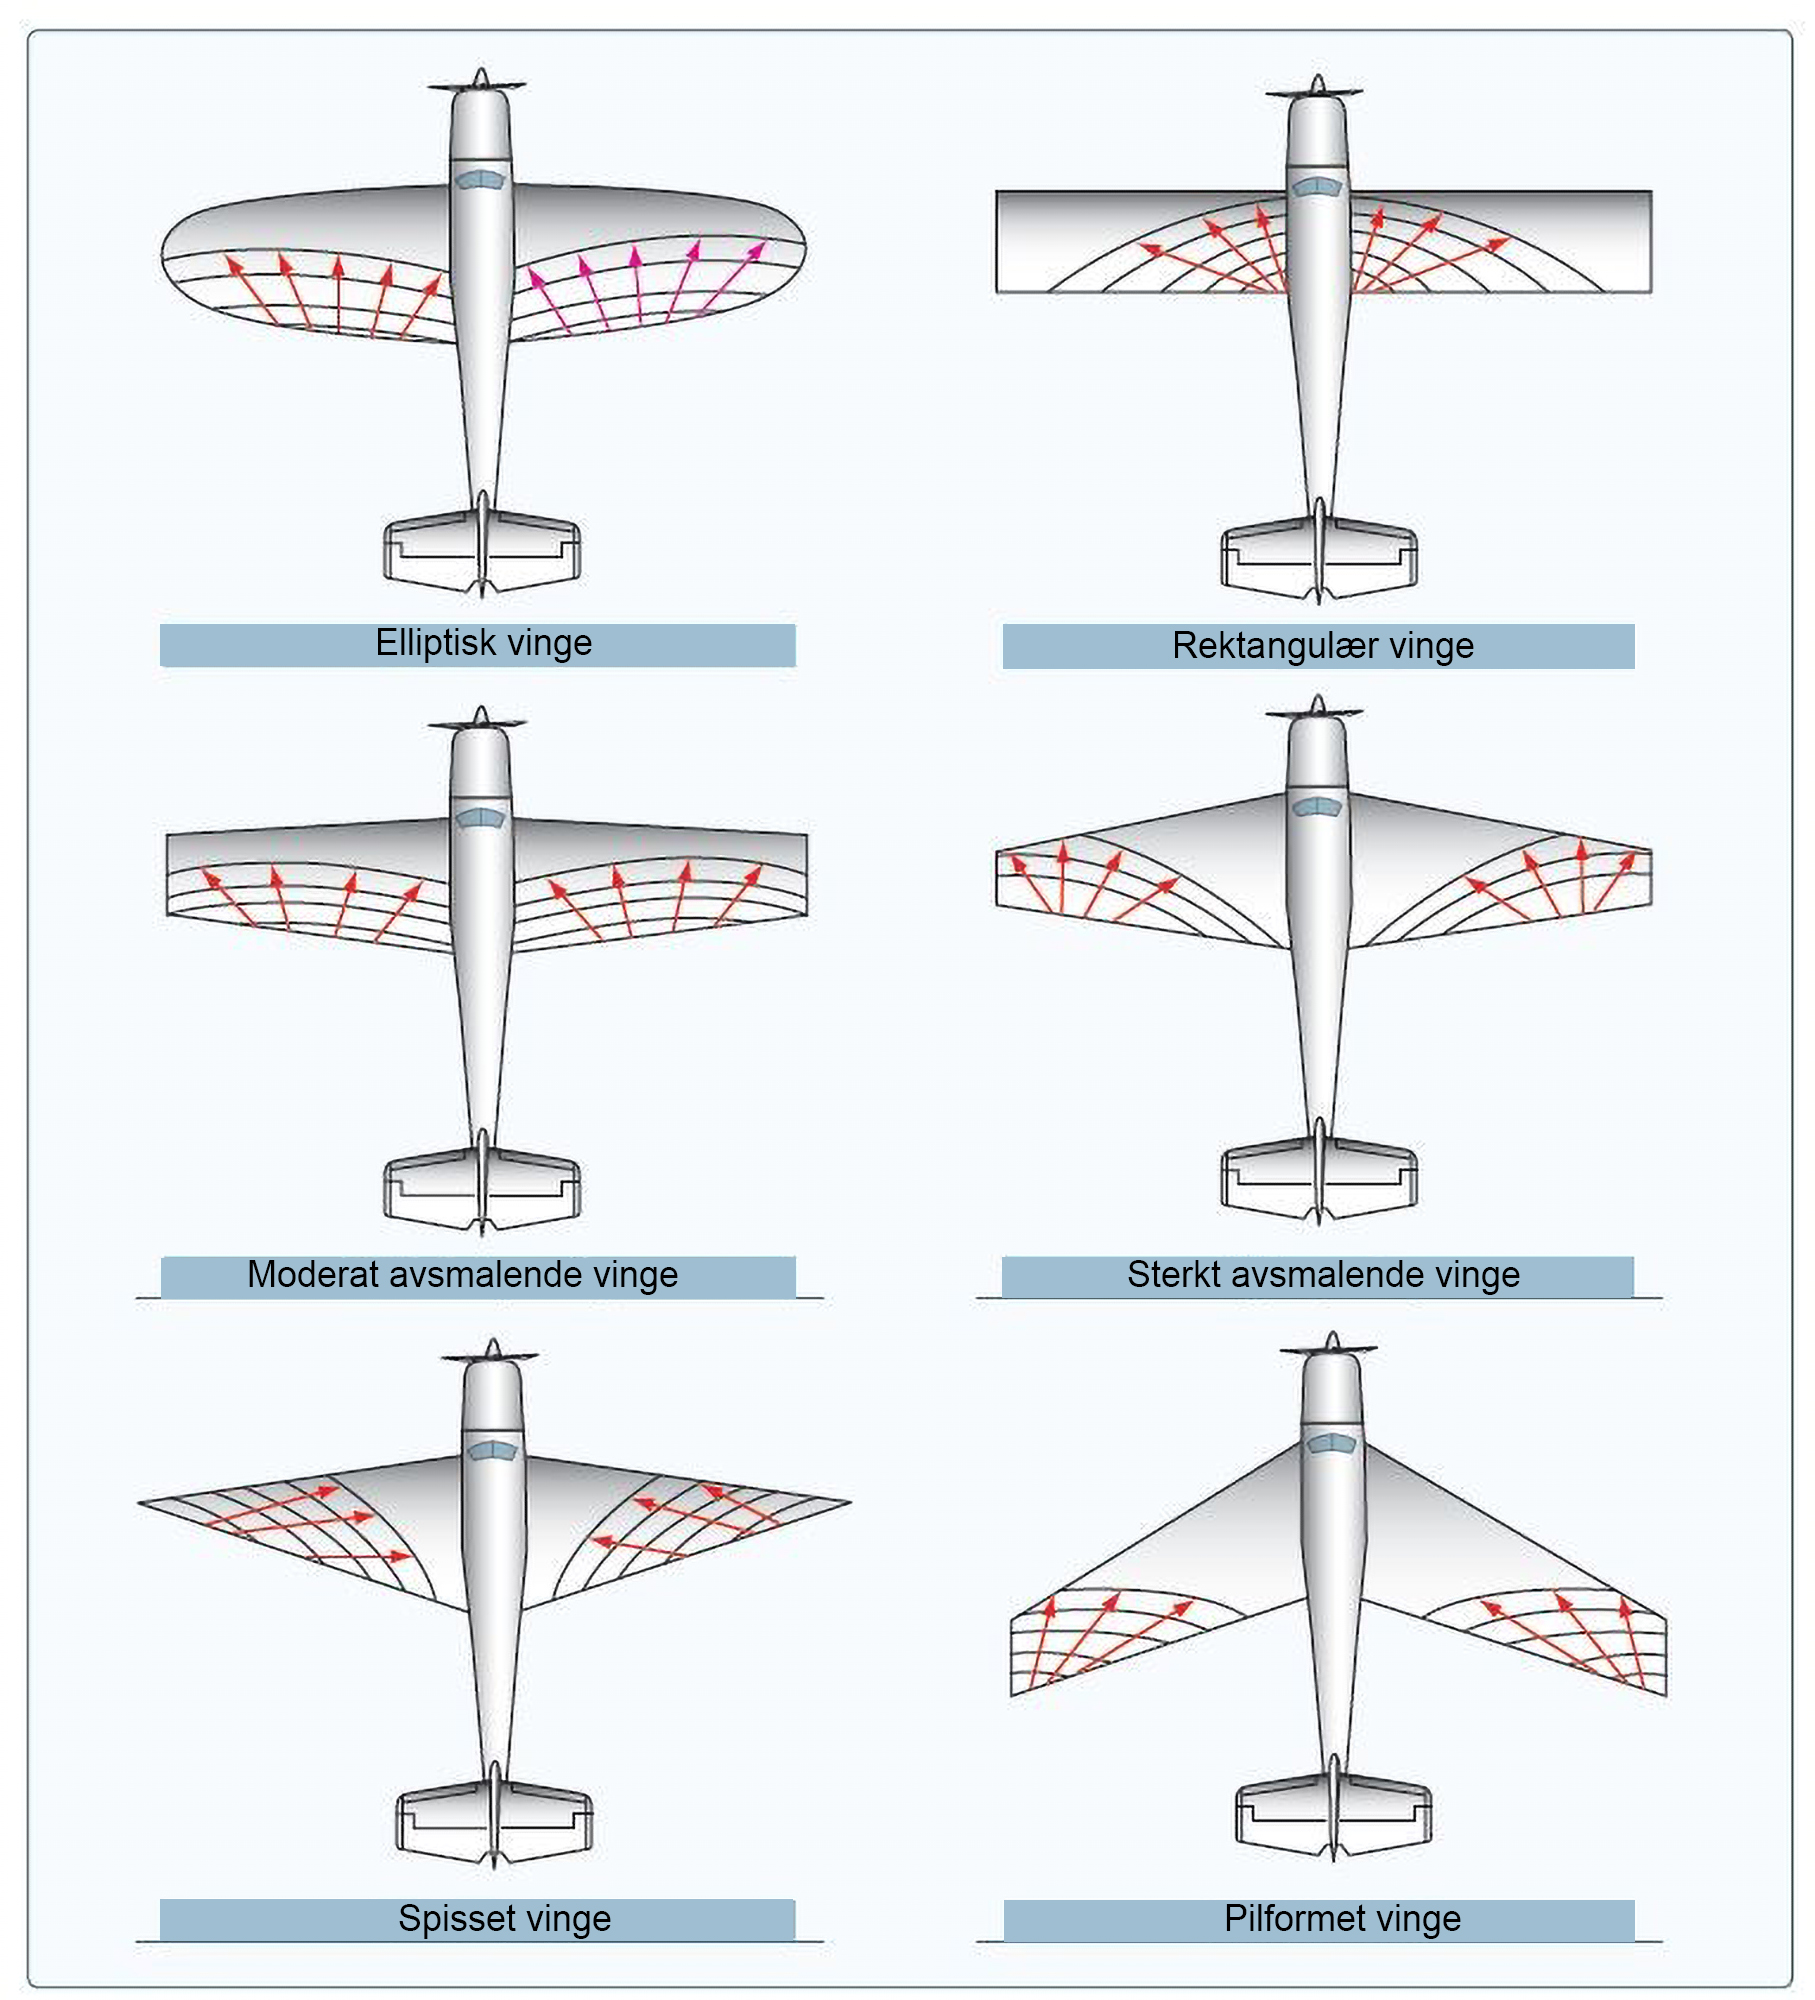 Elliptisk vinge
Rektangulær vinge
Moderat avsmalende vinge
Sterkt avsmalende vinge
Spisset vinge
Pilformet vinge